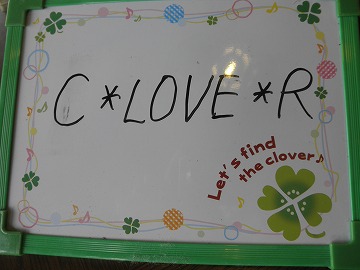 C*LOVE*R
Let's find
the clover♪